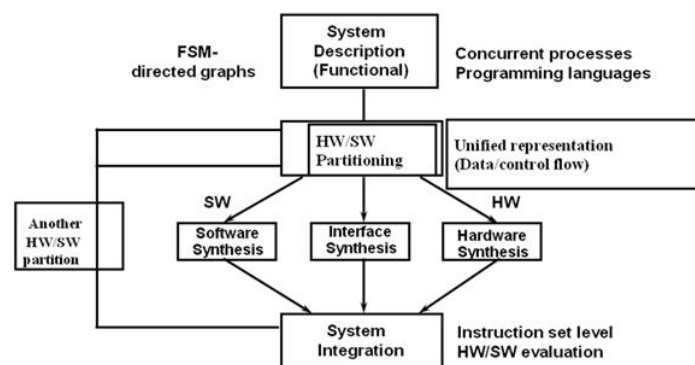 System
Description
(Functional)
FSM-
directed graphs
Concurrent processes
Programming languages
HW/SW
Partitioning
Unified representation
(Data/control flow)
SW
HW
Another
HW/SW
partition
Software
Synthesis
Interface
Synthesis
Hardware
Synthesis
System
Integration
Instruction set level
HW/SW evaluation